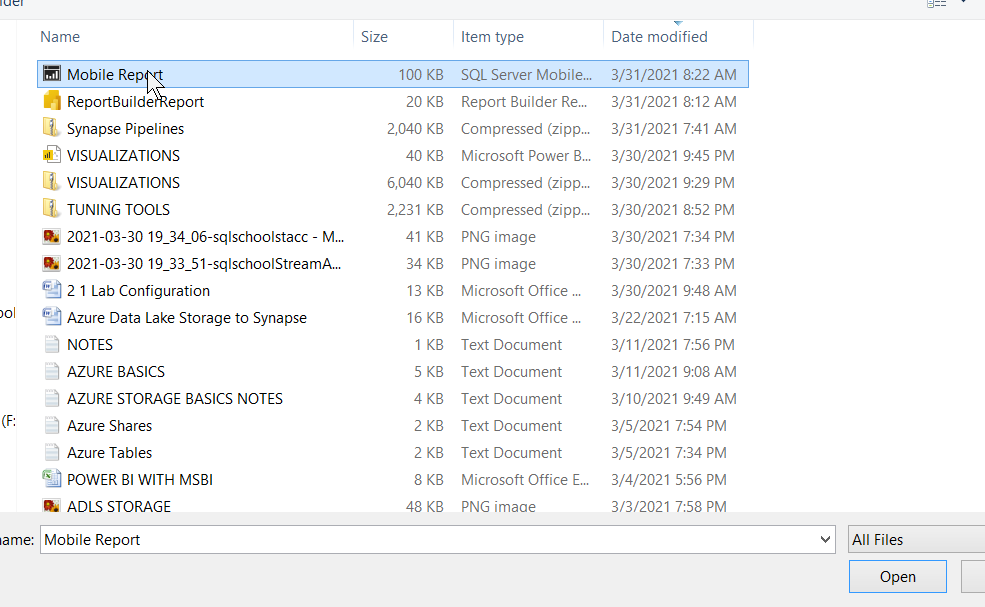 Name Size Item type Date modified
Mobile Report 100 KB SQL Server Mobile... 3/31/2021 8:22 AM
ReportBuilderReport 20 KB Report Builder Re... 3/31/2021 8:12 AM
Synapse Pipelines 2,040 KB Compressed (zipp... 3/31/2021 7:41 AM
VISUALIZATIONS 40 KB Microsoft Power B... 3/30/2021 9:45 PM
VISUALIZATIONS 6,040 KB Compressed (zipp... 3/30/2021 9:29 PM
TUNING TOOLS 2,231 KB Compressed (zipp... 3/30/2021 8:52 PM
2021-03-30 19_34_06-sqlschoolstacc - M... 41 KB PNG image 3/30/2021 7:34 PM
2021-03-30 19_33_51-sqlschoolStreamA... 34 KB PNG image 3/30/2021 7:33 PM
2 1 Lab Configuration 13 KB Microsoft Office ... 3/30/2021 9:48 AM
Azure Data Lake Storage to Synapse 16 KB Microsoft Office ... 3/22/2021 7:15 AM
NOTES 1 KB Text Document 3/11/2021 7:56 PM
AZURE BASICS 5 KB Text Document 3/11/2021 9:08 AM
AZURE STORAGE BASICS NOTES 4 KB Text Document 3/10/2021 9:49 AM
(F: Azure Shares 2 KB Text Document 3/5/2021 7:54 PM
Azure Tables 2 KB Text Document 3/5/2021 7:34 PM
POWER BI WITH MSBI 8 KB Microsoft Office E... 3/4/2021 5:56 PM
ADLS STORAGE 48 KB PNG image 3/3/2021 7:58 PM
name: Mobile Report All Files
Open